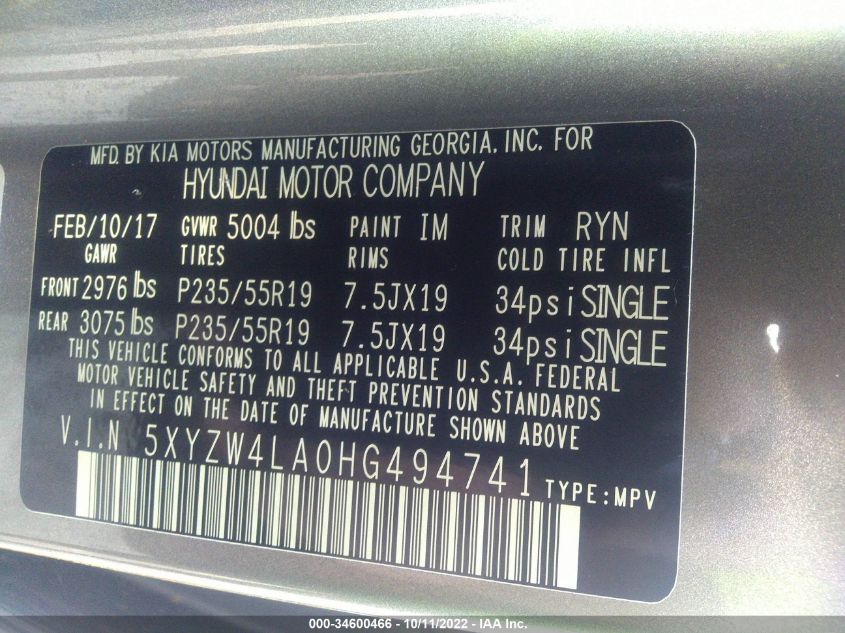 MFD. BY KIA MOTORS MANUFACTURING GEORGIA, INC. FOR
HYUNDAI MOTOR COMPANY
FEB/10/17 GVWR 5004 lbs PAINT IM TRIM RYN
GAWR TIRES RIMS COLD TIRE INFL
FRONT 2976 lbs P235/55R19 7.5JX19 34psi SINGLE
REAR 3075 lbs P235/55R19 7.5JX19 34psi SINGLE
THIS VEHICLE CONFORMS TO ALL APPLICABLE U.S.A. FEDERAL
MOTOR VEHICLE SAFETY AND THEFT PREVENTION STANDARDS
IN EFFECT ON THE DATE OF MANUFACTURE SHOWN ABOVE
V.I.N 5XYZW4LA0HG494741 TYPE:MPV
000-34600466 - 10/11/2022 - IAA Inc.